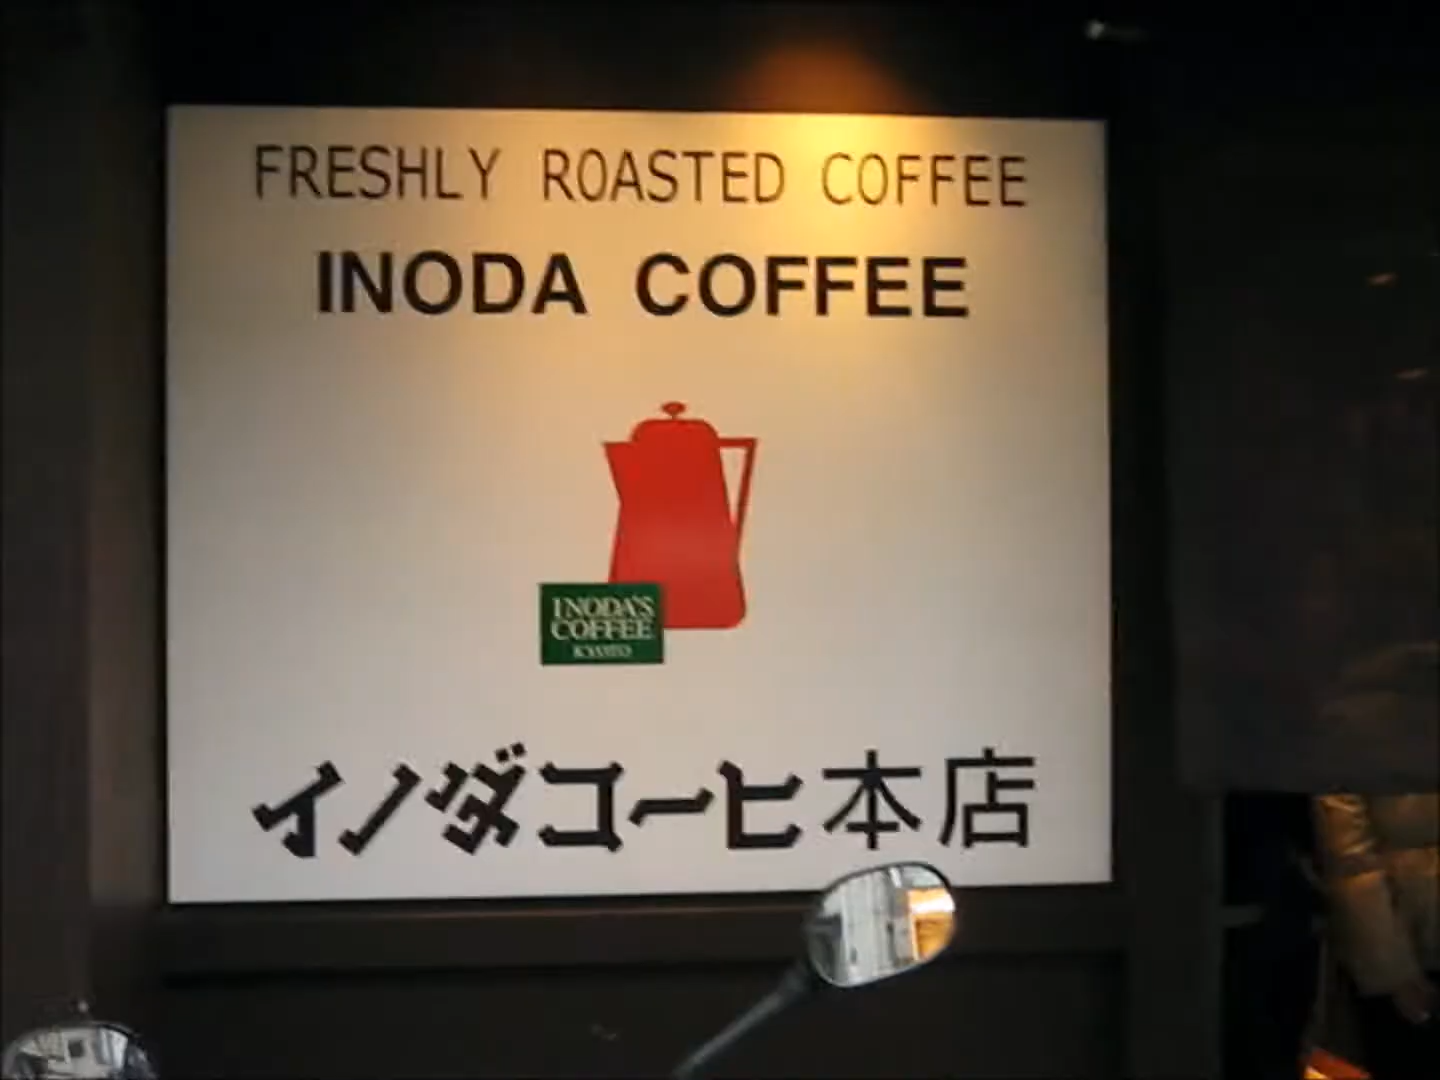 FRESHLY ROASTED COFFEE
INODA COFFEE
INODA'S
COFFEE
KYOTO
イノダコーヒ本店